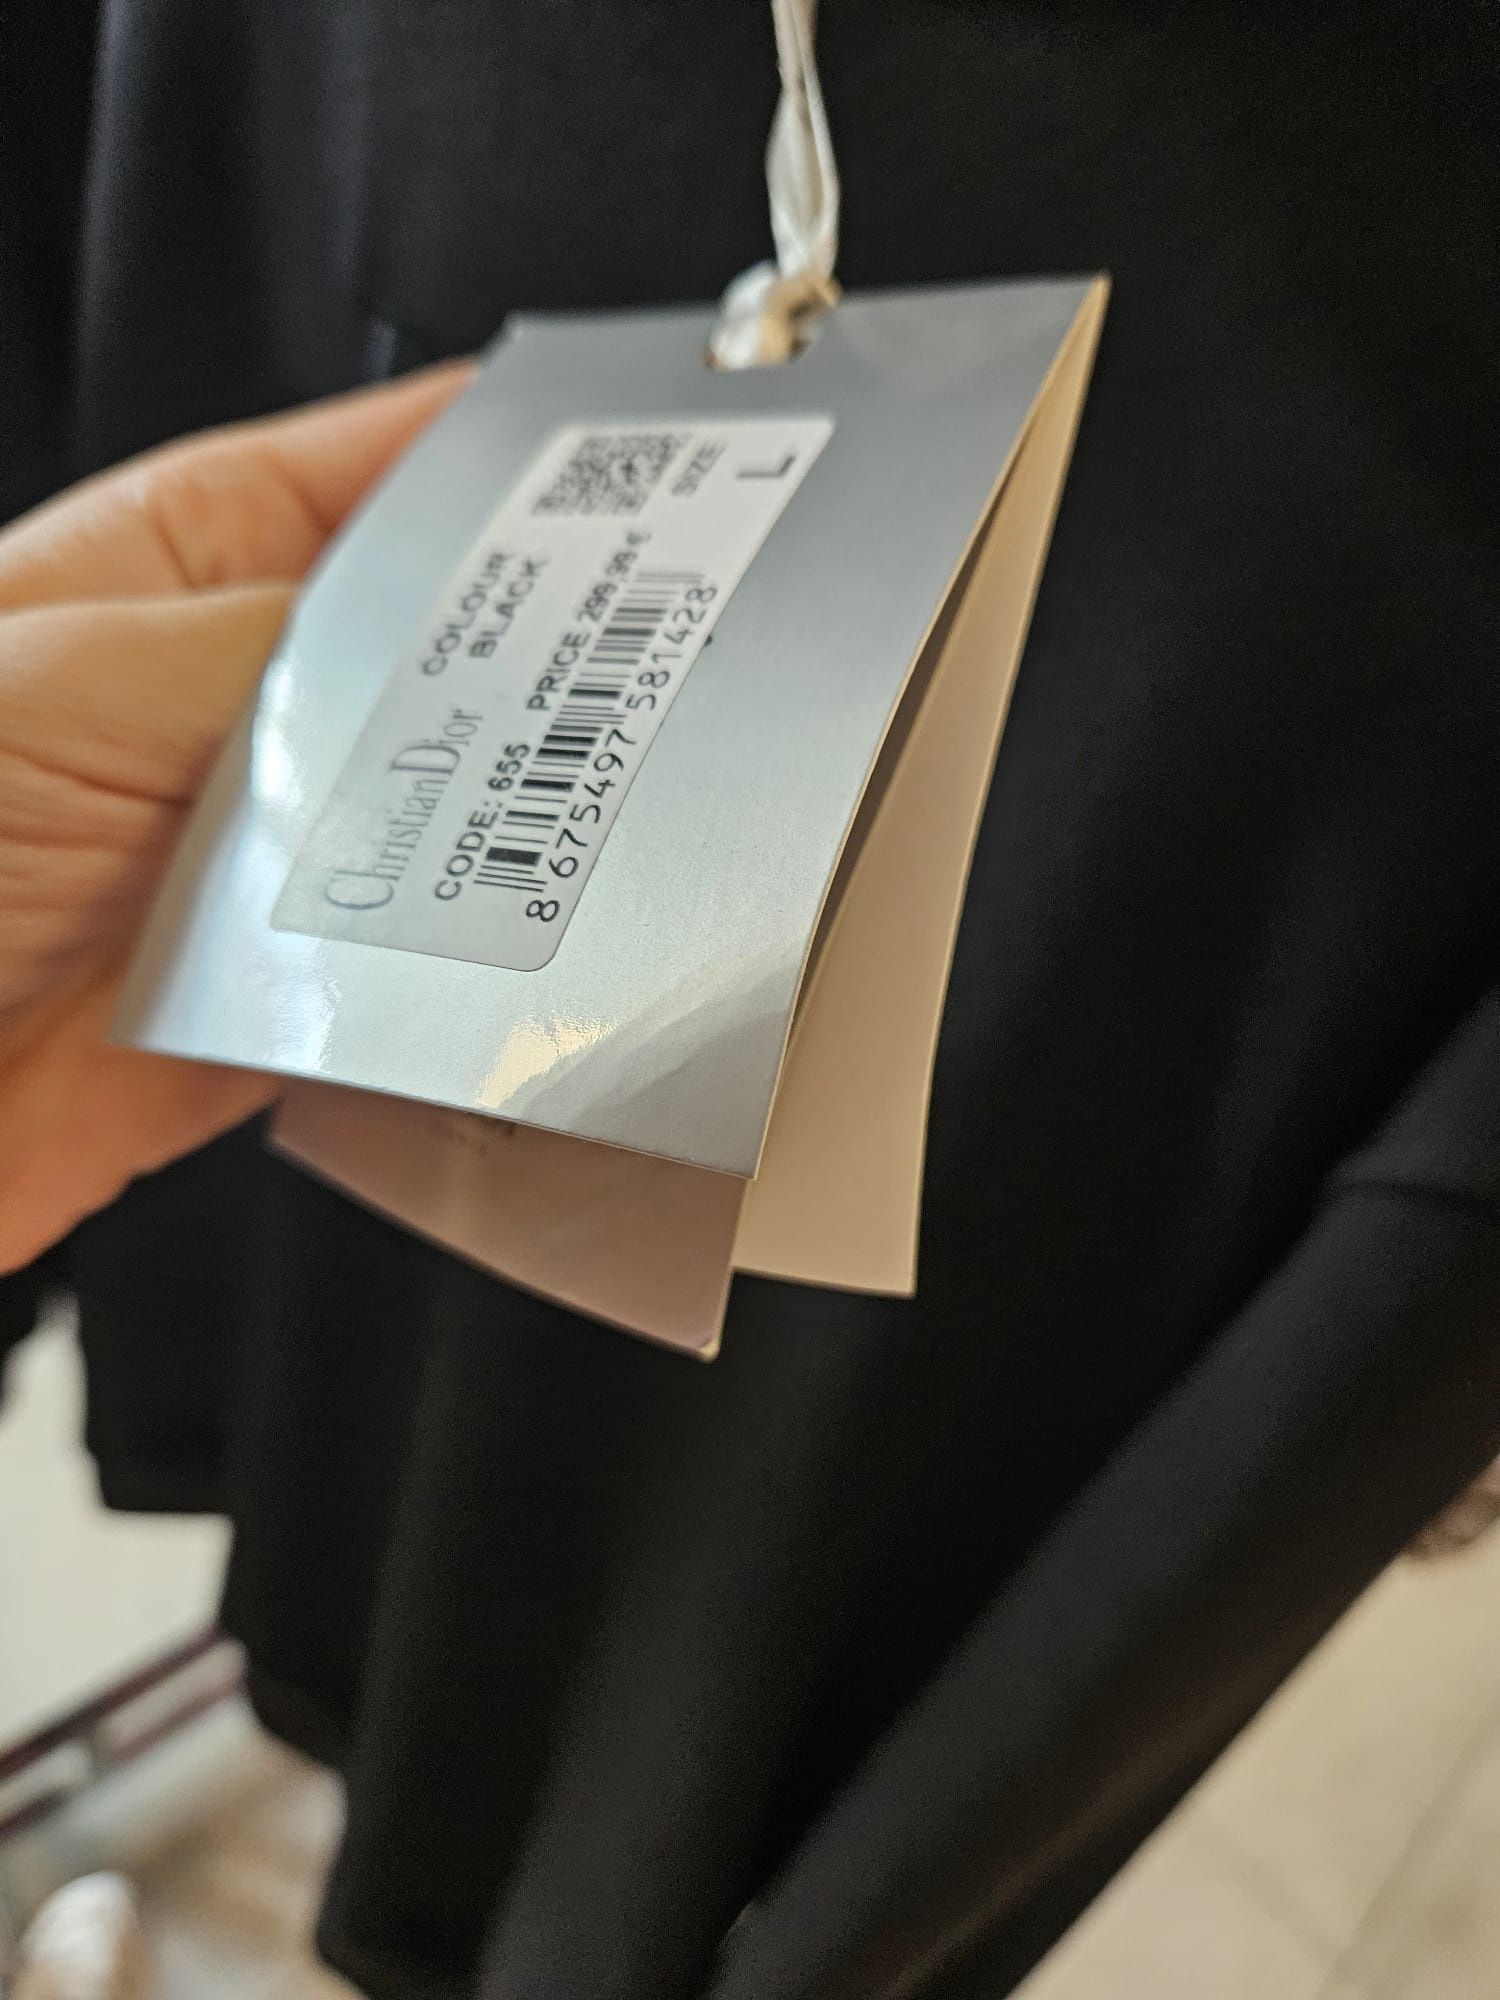 COLOUR
BLACK
SIZE
L
ChristianDior
CODE: 655 PRICE 299,99 €
8 675497 581428